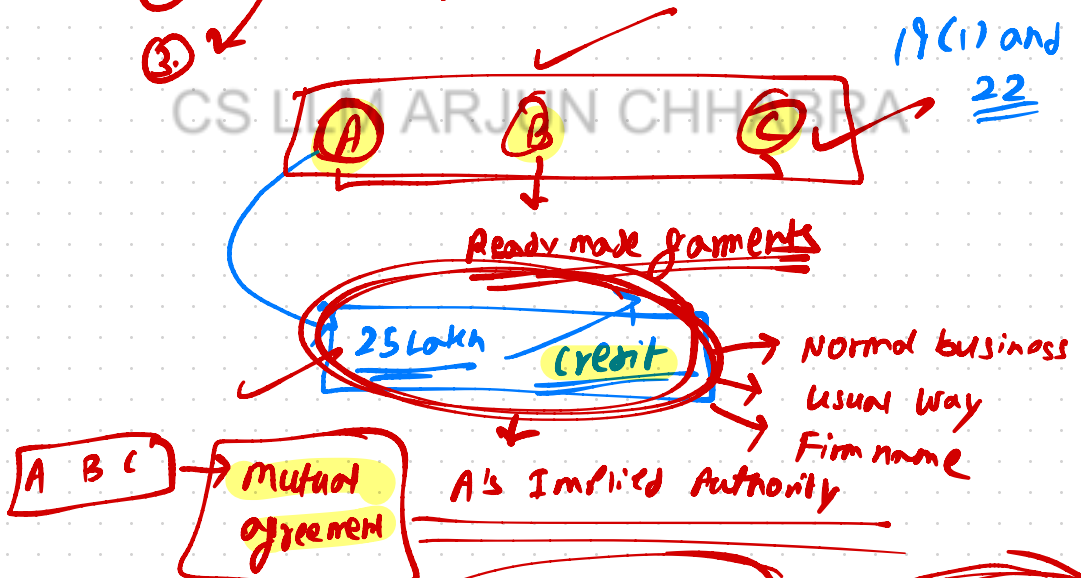 3.
19(1) and
22
CS LLM ARJUN CHHABRA
A B C
Ready made garments
25 Lakh credit
Normal business
usual way
Firm name
A B C
Mutual
agreement
A's Implied Authority